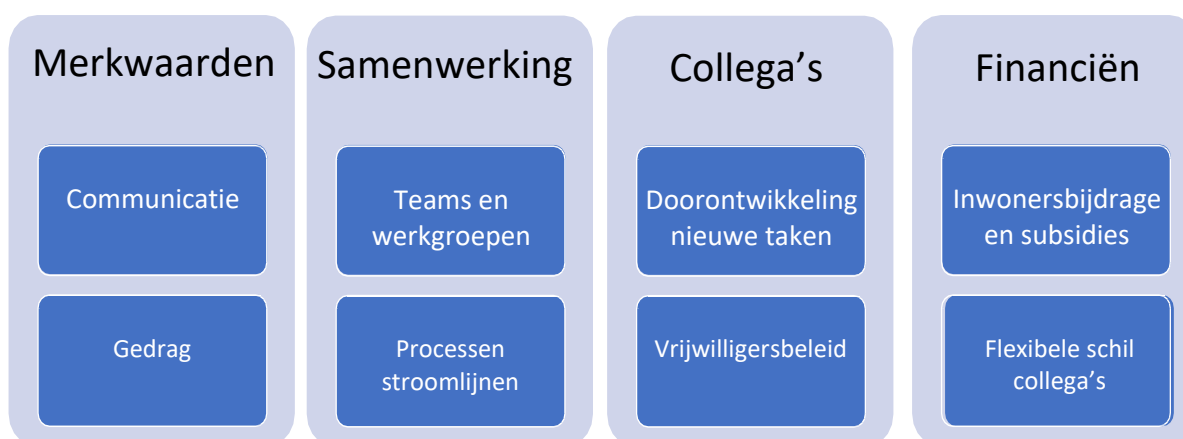 Merkwaarden
Communicatie
Gedrag
Samenwerking
Teams en
werkgroepen
Processen
stroomlijnen
Collega's
Doorontwikkeling
nieuwe taken
Vrijwilligersbeleid
Financiën
Inwonersbijdrage
en subsidies
Flexibele schil
collega's